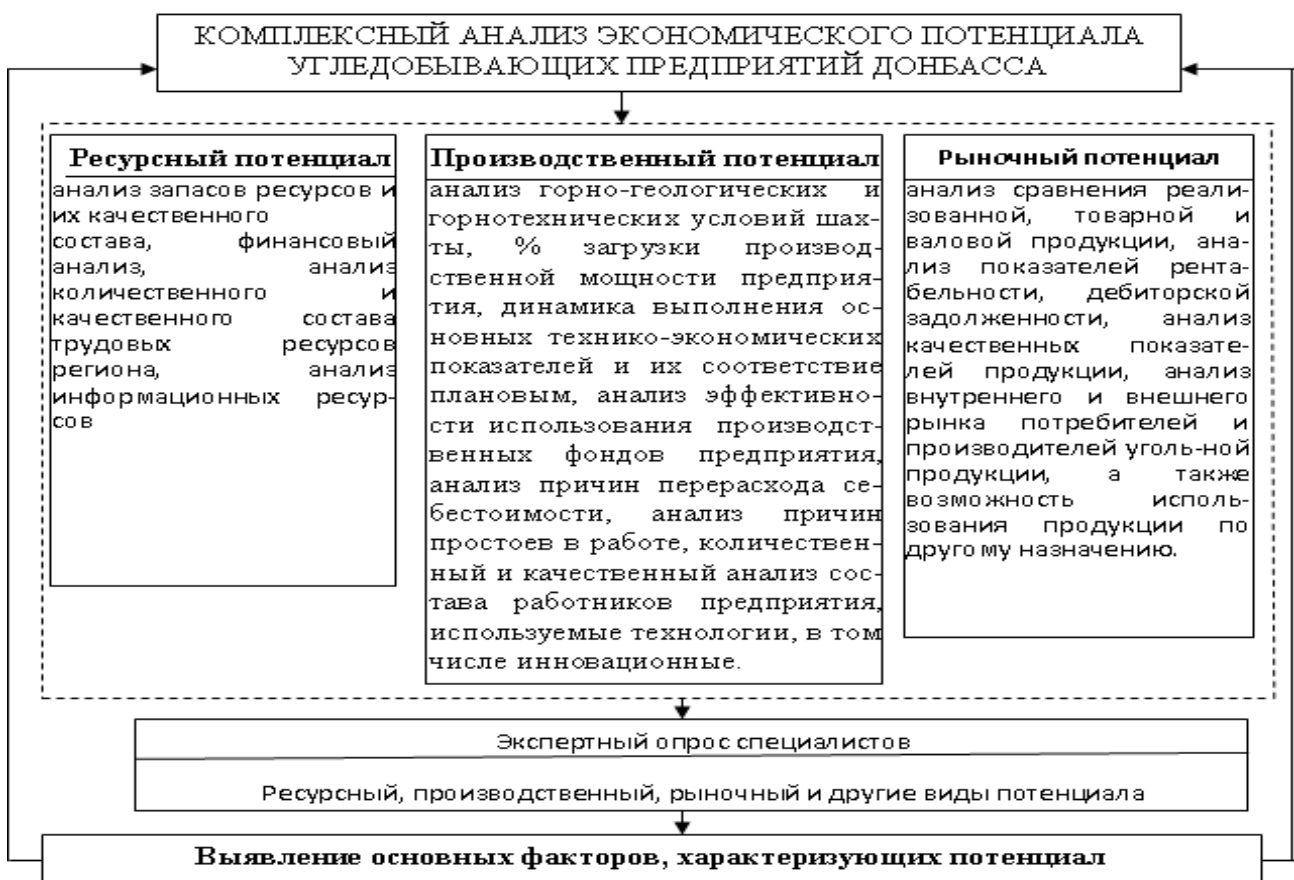 КОМПЛЕКСНЫЙ АНАЛИЗ ЭКОНОМИЧЕСКОГО ПОТЕНЦИАЛА
УГЛЕДОБЫВАЮЩИХ ПРЕДПРИЯТИЙ ДОНБАССА
Ресурсный потенциал
анализ запасов ресурсов и
их качественного
состава, финансовый
анализ, анализ
количественного и
качественного состава
трудовых ресурсов
региона, анализ
информационных ресур-
сов
Производственный потенциал
анализ горно-геологических и
горнотехнических условий шах-
ты, % загрузки производ-
ственной мощности предприя-
тия, динамика выполнения ос-
новных технико-экономических
показателей и их соответствие
плановым, анализ эффективно-
сти использования производст-
венных фондов предприятия,
анализ причин перерасхода се-
бестоимости, анализ причин
простоев в работе, количествен-
ный и качественный анализ сос-
тава работников предприятия,
используемые технологии, в том
числе инновационные.
Рыночный потенциал
анализ сравнения реали-
зованной, товарной и
валовой продукции, ана-
лиз показателей рента-
бельности, дебиторской
задолженности, анализ
качественных показате-
лей продукции, анализ
внутреннего и внешнего
рынка потребителей и
производителей уголь-ной
продукции, а также
возможность исполь-
зования продукции по
другому назначению.
Экспертный опрос специалистов
Ресурсный, производственный, рыночный и другие виды потенциала
Выявление основных факторов, характеризующих потенциал